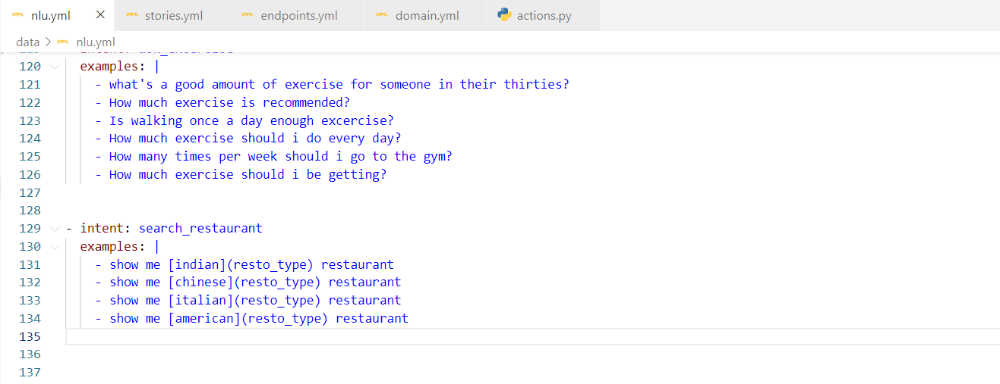 nlu.yml
stories.yml
endpoints.yml
domain.yml
actions.py
data > nlu.yml
120 examples: |
121 - what's a good amount of exercise for someone in their thirties?
122 - How much exercise is recommended?
123 - Is walking once a day enough excercise?
124 - How much exercise should i do every day?
125 - How many times per week should i go to the gym?
126 - How much exercise should i be getting?
127
128
129 - intent: search_restaurant
130 examples: |
131 - show me [indian](resto_type) restaurant
132 - show me [chinese](resto_type) restaurant
133 - show me [italian](resto_type) restaurant
134 - show me [american](resto_type) restaurant
135
136
137